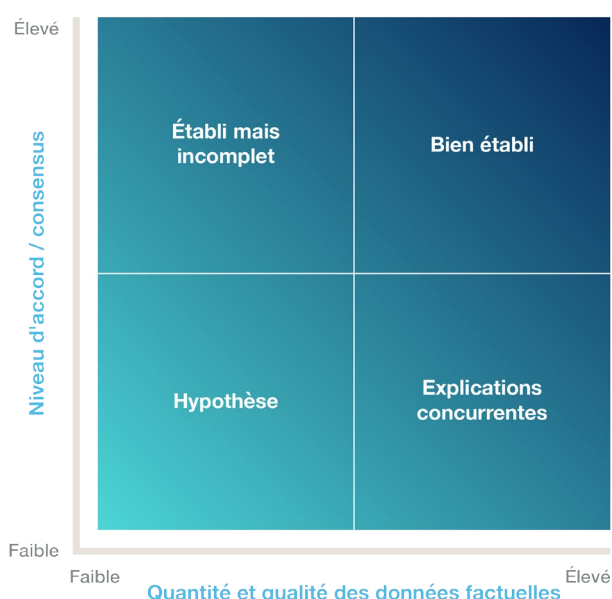 Élevé
Niveau d'accord / consensus
Établi mais
incomplet
Bien établi
Hypothèse
Explications
concurrentes
Faible
Faible
Élevé
Quantité et qualité des données factuelles